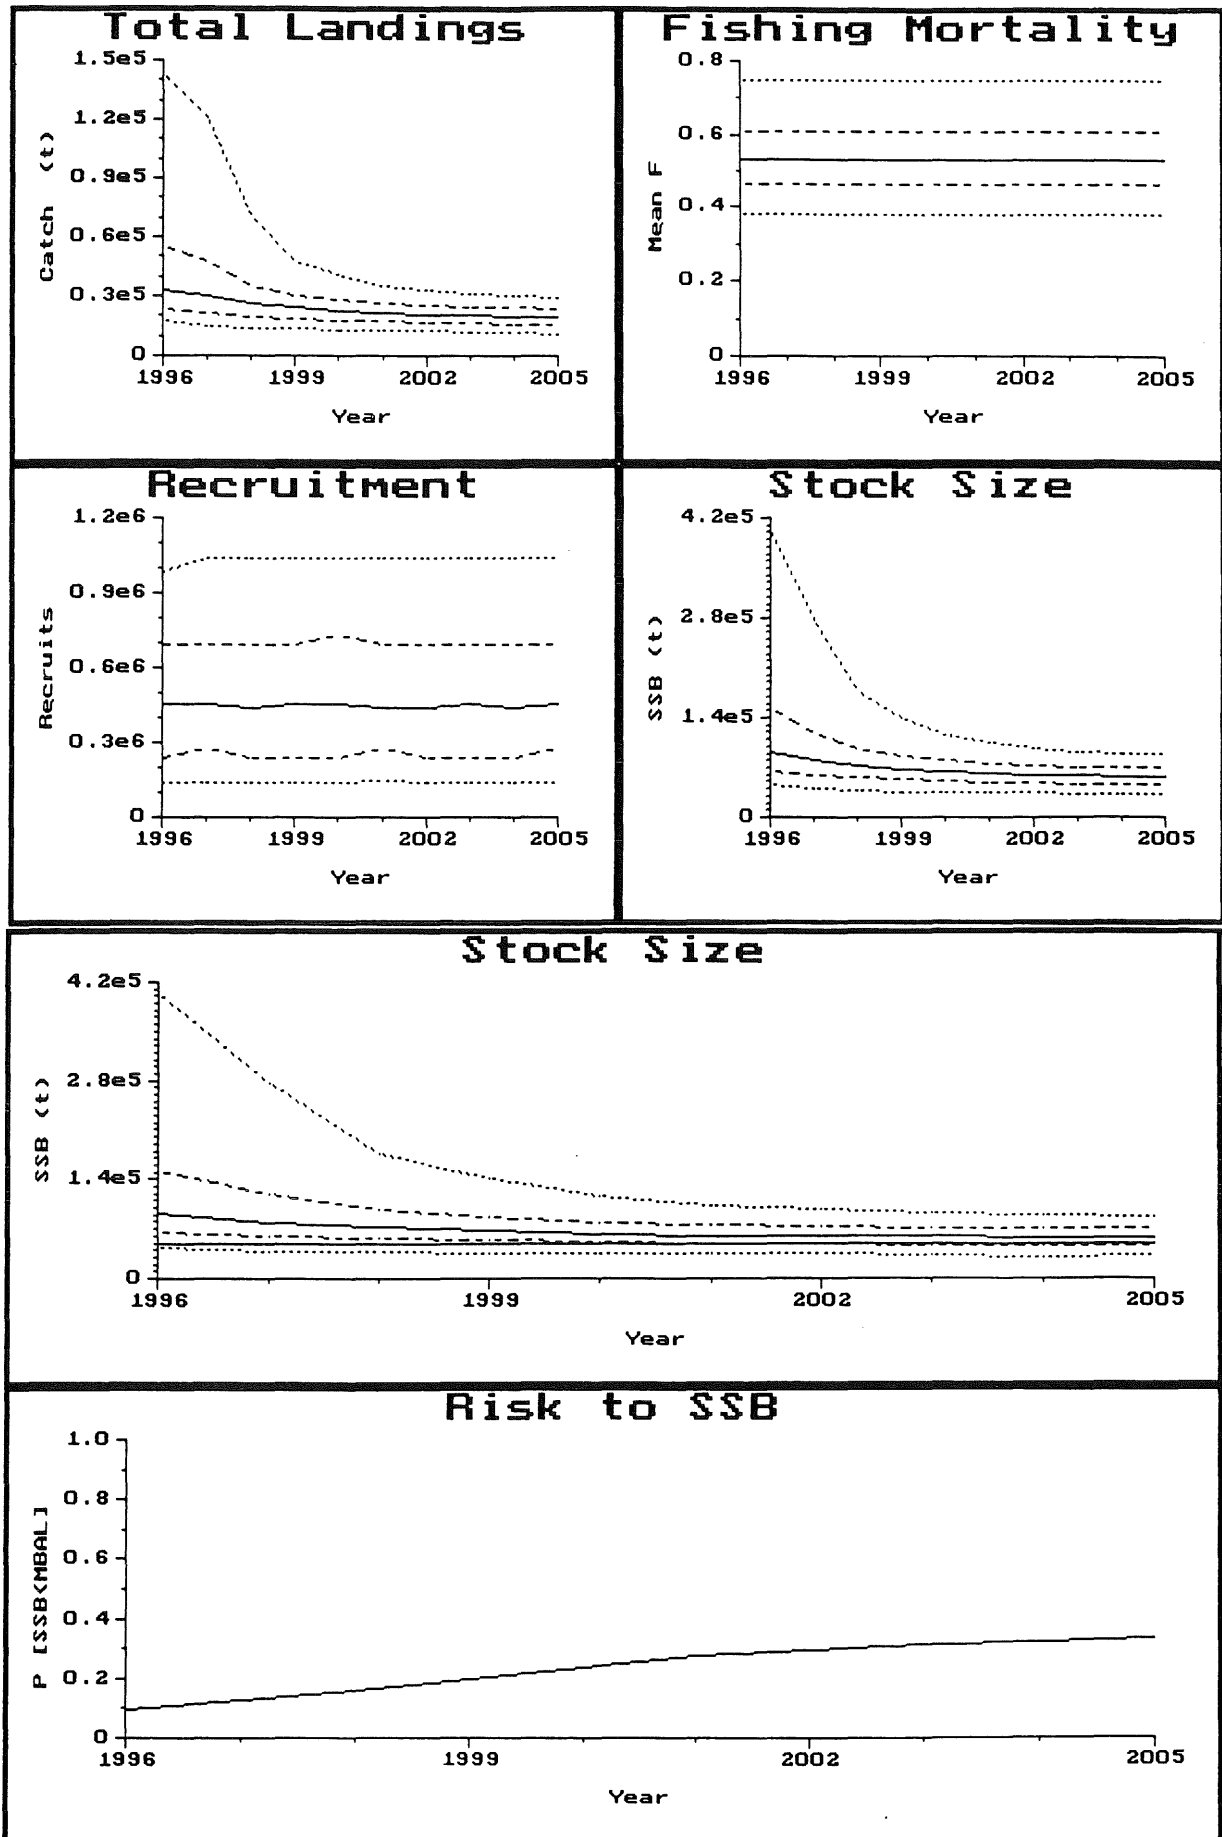 Total Landings
1.5e5
1.2e5
0.9e5
0.6e5
0.3e5
0
Catch (t)
1996 1999 2002 2005
Year
Fishing Mortality
0.8
0.6
0.4
0.2
0
Mean F
1996 1999 2002 2005
Year
Recruitment
1.2e6
0.9e6
0.6e6
0.3e6
0
Recruits
1996 1999 2002 2005
Year
Stock Size
4.2e5
2.8e5
1.4e5
0
SSB (t)
1996 1999 2002 2005
Year
Stock Size
4.2e5
2.8e5
1.4e5
0
SSB (t)
1996 1999 2002 2005
Year
Risk to SSB
1.0
0.8
0.6
0.4
0.2
0
P [SSB<MBAL]
1996 1999 2002 2005
Year